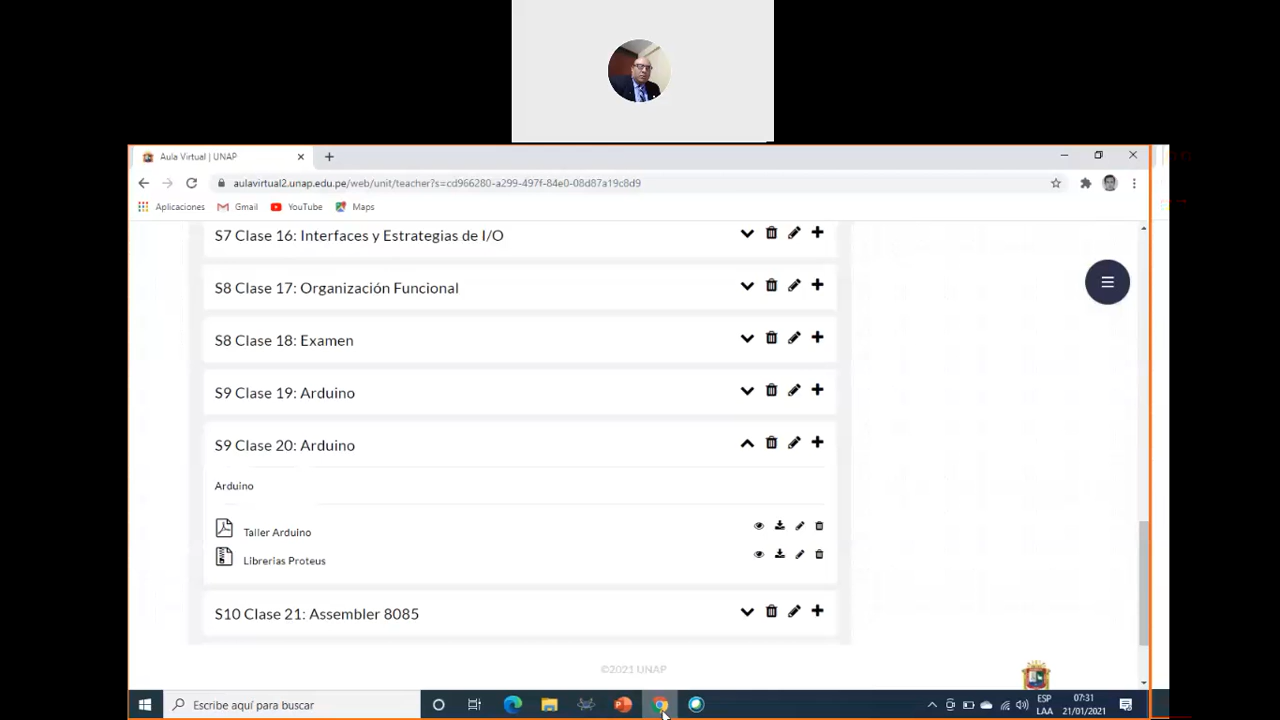 Aula Virtual | UNAP
aulavirtual2.unap.edu.pe/web/unit/teacher?s=cd966280-a299-497f-84e0-08d87a19c8d9
Aplicaciones Gmail YouTube Maps
S7 Clase 16: Interfaces y Estrategias de I/O
S8 Clase 17: Organización Funcional
S8 Clase 18: Examen
S9 Clase 19: Arduino
S9 Clase 20: Arduino
Arduino
Taller Arduino
Librerias Proteus
S10 Clase 21: Assembler 8085
©2021 UNAP
Escribe aquí para buscar
ESP
LAA
07:31
21/01/2021